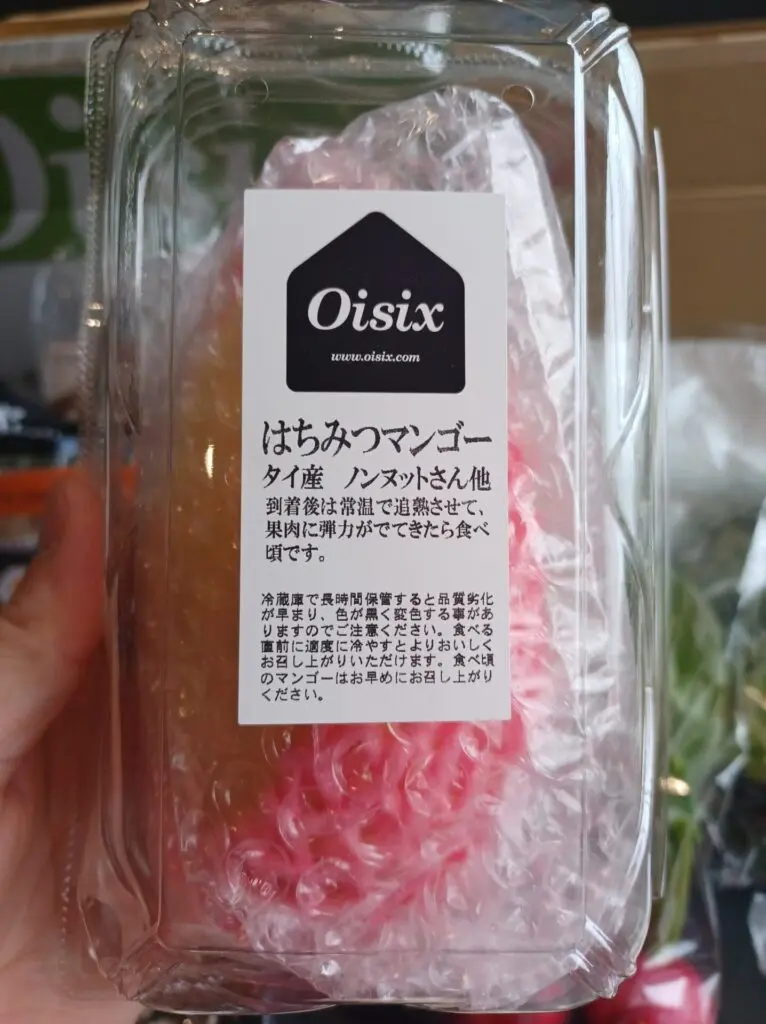 Oisix
www.oisix.com
はちみつマンゴー
タイ産 ノンヌットさん他
到着後は常温で追熟させて、
果肉に弾力がでてきたら食べ
頃です。
冷蔵庫で長時間保管すると品質劣化
が早まり、色が黒く変色する事があ
りますのでご注意ください。食べる
直前に適度に冷やすとよりおいしく
お召し上がりいただけます。食べ頃
のマンゴーはお早めにお召し上がり
ください。